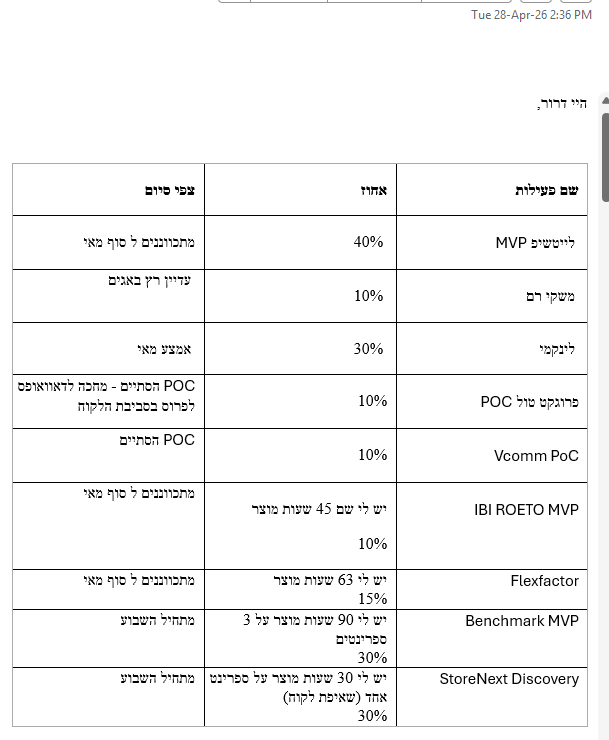 Tue 28-Apr-26 2:36 PM
היי דרור,
שם פעילות
אחוז
צפי סיום
לייטשיפ MVP
40%
מתכווננים ל סוף מאי
משקי רם
10%
עדיין רץ באגים
לינקמי
30%
אמצע מאי
פרוגקט טול POC
10%
POC הסתיים - מחכה לדאוואופס
לפרוס בסביבת הלקוח
Vcomm PoC
10%
POC הסתיים
IBI ROETO MVP
יש לי שם 45 שעות מוצר
10%
מתכווננים ל סוף מאי
Flexfactor
יש לי 63 שעות מוצר
15%
מתכווננים ל סוף מאי
Benchmark MVP
יש לי 90 שעות מוצר על 3
ספרינטים
30%
מתחיל השבוע
StoreNext Discovery
יש לי 30 שעות מוצר על ספרינט
אחד (שאיפת לקוח)
30%
מתחיל השבוע